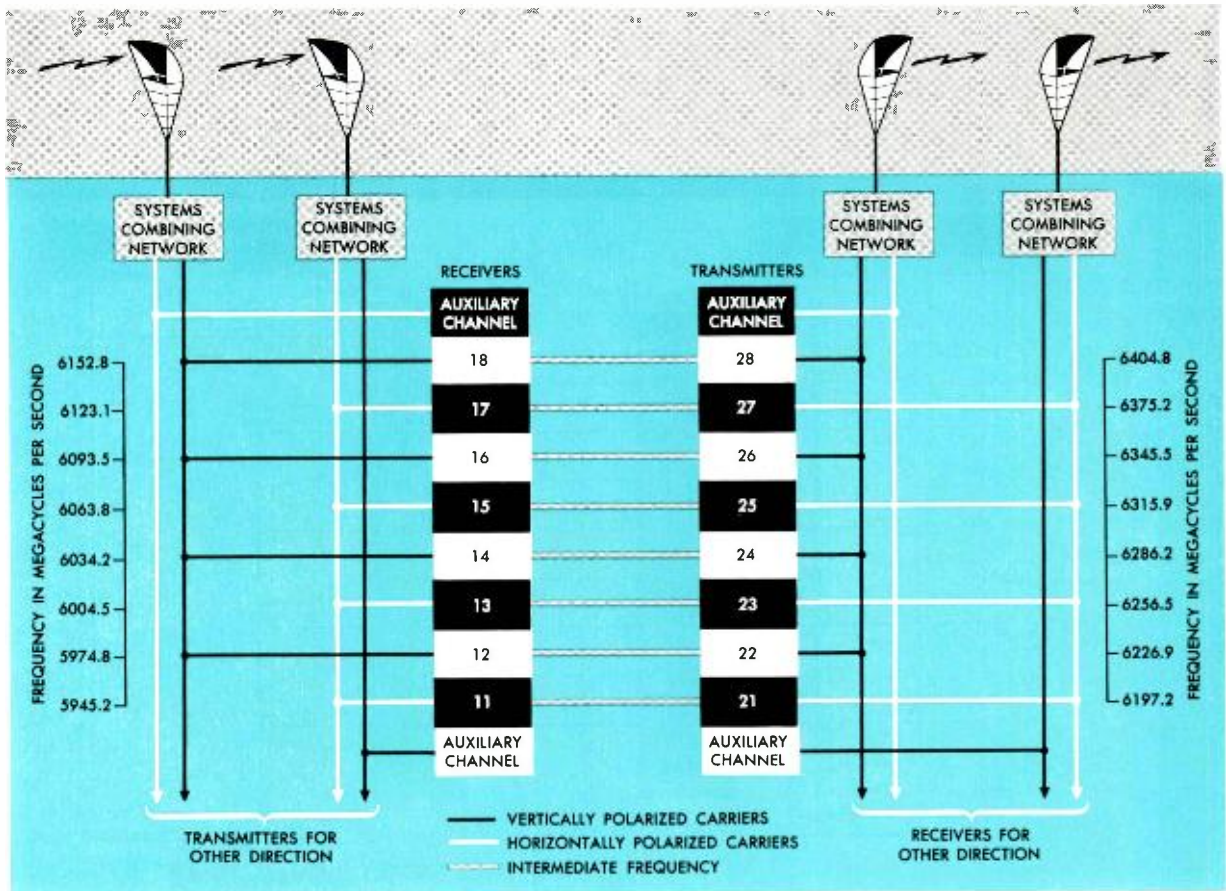 SYSTEMS
COMBINING
NETWORK
SYSTEMS
COMBINING
NETWORK
SYSTEMS
COMBINING
NETWORK
SYSTEMS
COMBINING
NETWORK
RECEIVERS
TRANSMITTERS
AUXILIARY
CHANNEL
18
17
16
15
14
13
12
11
AUXILIARY
CHANNEL
AUXILIARY
CHANNEL
28
27
26
25
24
23
22
21
AUXILIARY
CHANNEL
FREQUENCY IN MEGACYCLES PER SECOND
6152.8
6123.1
6093.5
6063.8
6034.2
6004.5
5974.8
5945.2
6404.8
6375.2
6345.5
6315.9
6286.2
6256.5
6226.9
6197.2
FREQUENCY IN MEGACYCLES PER SECOND
TRANSMITTERS FOR
OTHER DIRECTION
VERTICALLY POLARIZED CARRIERS
HORIZONTALLY POLARIZED CARRIERS
INTERMEDIATE FREQUENCY
RECEIVERS FOR
OTHER DIRECTION